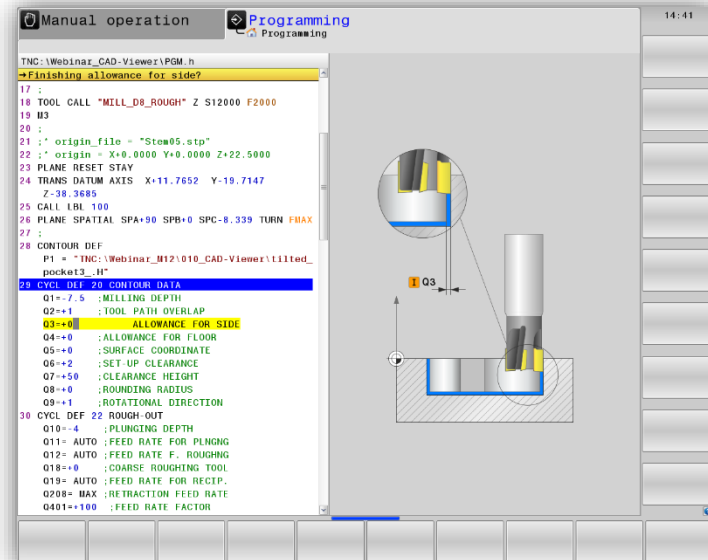 Manual operation
Programming
Programming
14:41
TNC:\Webinar_CAD-Viewer\PGM.h
→Finishing allowance for side?
17 ;
18 TOOL CALL "MILL_D8_ROUGH" Z S12000 F2000
19 M3
20 ;
21 ;* origin_file = "Stem05.stp"
22 ;* origin = X+0.0000 Y+0.0000 Z+22.5000
23 PLANE RESET STAY
24 TRANS DATUM AXIS X+11.7652 Y-19.7147
Z-38.3685
25 CALL LBL 100
26 PLANE SPATIAL SPA+90 SPB+0 SPC-8.339 TURN FMAX
27 ;
28 CONTOUR DEF
P1 = "TNC:\Webinar_M12\010_CAD-Viewer\tilted_
pocket3_.H"
29 CYCL DEF 20 CONTOUR DATA
Q1=-7.5 ;MILLING DEPTH
Q2=+1 ;TOOL PATH OVERLAP
Q3=+0 ALLOWANCE FOR SIDE
Q4=+0 ;ALLOWANCE FOR FLOOR
Q5=+0 ;SURFACE COORDINATE
Q6=+2 ;SET-UP CLEARANCE
Q7=+50 ;CLEARANCE HEIGHT
Q8=+0 ;ROUNDING RADIUS
Q9=+1 ;ROTATIONAL DIRECTION
30 CYCL DEF 22 ROUGH-OUT
Q10=-4 ;PLUNGING DEPTH
Q11= AUTO ;FEED RATE FOR PLNGNG
Q12= AUTO ;FEED RATE F. ROUGHNG
Q18=+0 ;COARSE ROUGHING TOOL
Q19= AUTO ;FEED RATE FOR RECIP.
Q208= MAX ;RETRACTION FEED RATE
Q401=+100 ;FEED RATE FACTOR
I Q3